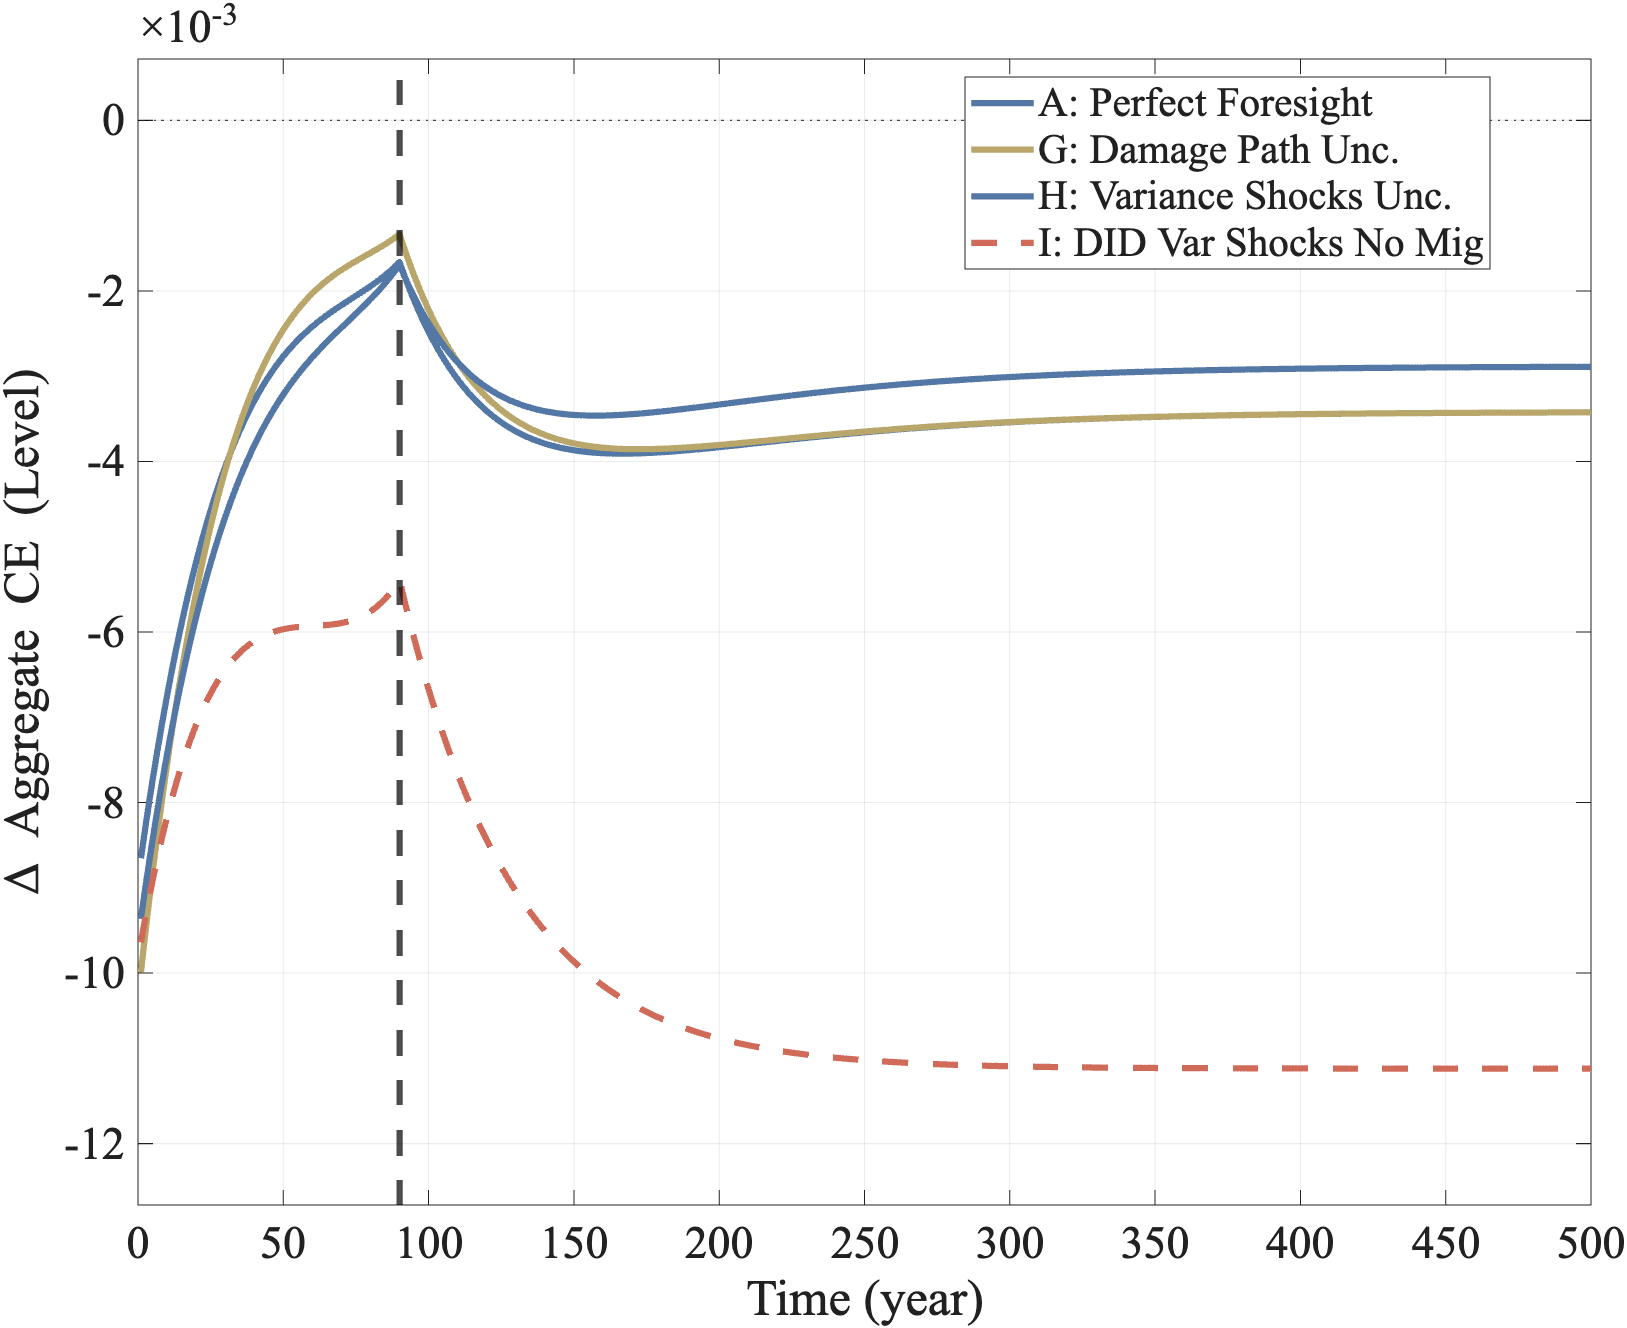 ×10⁻³
A: Perfect Foresight
G: Damage Path Unc.
H: Variance Shocks Unc.
I: DID Var Shocks No Mig
Δ Aggregate CE (Level)
0
-2
-4
-6
-8
-10
-12
0 50 100 150 200 250 300 350 400 450 500
Time (year)